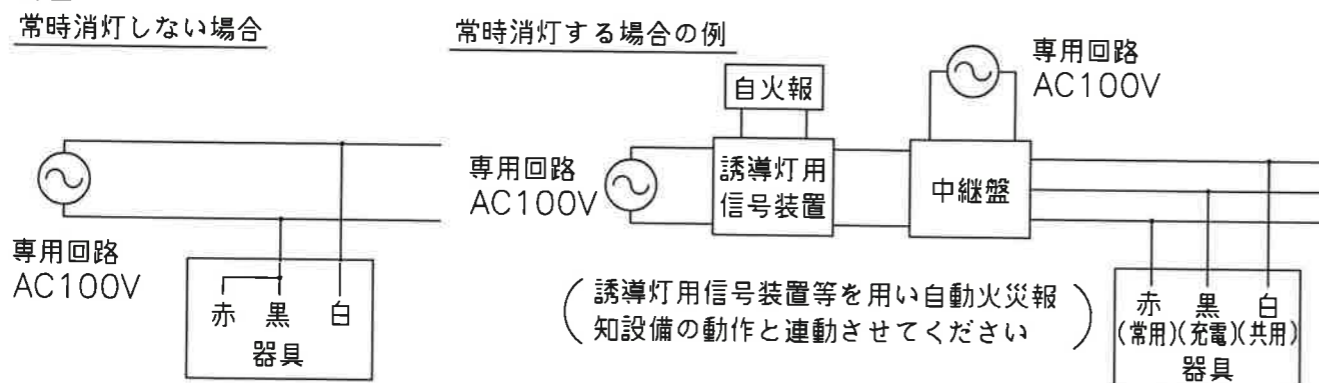 常時消灯しない場合
専用回路
AC100V
赤 黒 白
器具
常時消灯する場合の例
自火報
専用回路
AC100V
専用回路
AC100V
誘導灯用
信号装置
中継盤
誘導灯用信号装置等を用い自動火災報
知設備の動作と連動させてください
赤 黒 白
(常用)(充電)(共用)
器具